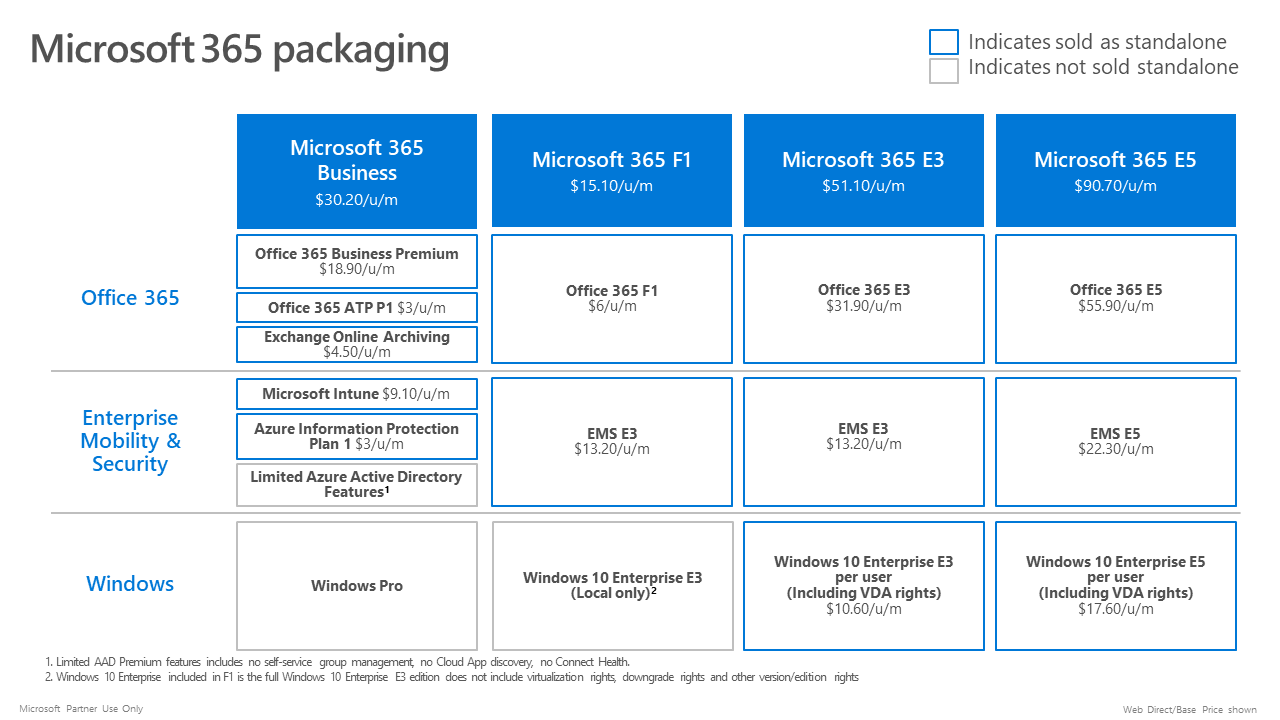 Microsoft 365 packaging
Indicates sold as standalone
Indicates not sold standalone
Microsoft 365
Business
$30.20/u/m
Microsoft 365 F1
$15.10/u/m
Microsoft 365 E3
$51.10/u/m
Microsoft 365 E5
$90.70/u/m
Office 365
Office 365 Business Premium
$18.90/u/m
Office 365 ATP P1 $3/u/m
Exchange Online Archiving
$4.50/u/m
Office 365 F1
$6/u/m
Office 365 E3
$31.90/u/m
Office 365 E5
$55.90/u/m
Enterprise
Mobility &
Security
Microsoft Intune $9.10/u/m
Azure Information Protection
Plan 1 $3/u/m
Limited Azure Active Directory
Features¹
EMS E3
$13.20/u/m
EMS E3
$13.20/u/m
EMS E5
$22.30/u/m
Windows
Windows Pro
Windows 10 Enterprise E3
(Local only)²
Windows 10 Enterprise E3
per user
(Including VDA rights)
$10.60/u/m
Windows 10 Enterprise E5
per user
(Including VDA rights)
$17.60/u/m
1. Limited AAD Premium features includes no self-service group management, no Cloud App discovery, no Connect Health.
2. Windows 10 Enterprise included in F1 is the full Windows 10 Enterprise E3 edition does not include virtualization rights, downgrade rights and other version/edition rights
Microsoft Partner Use Only
Web Direct/Base Price shown